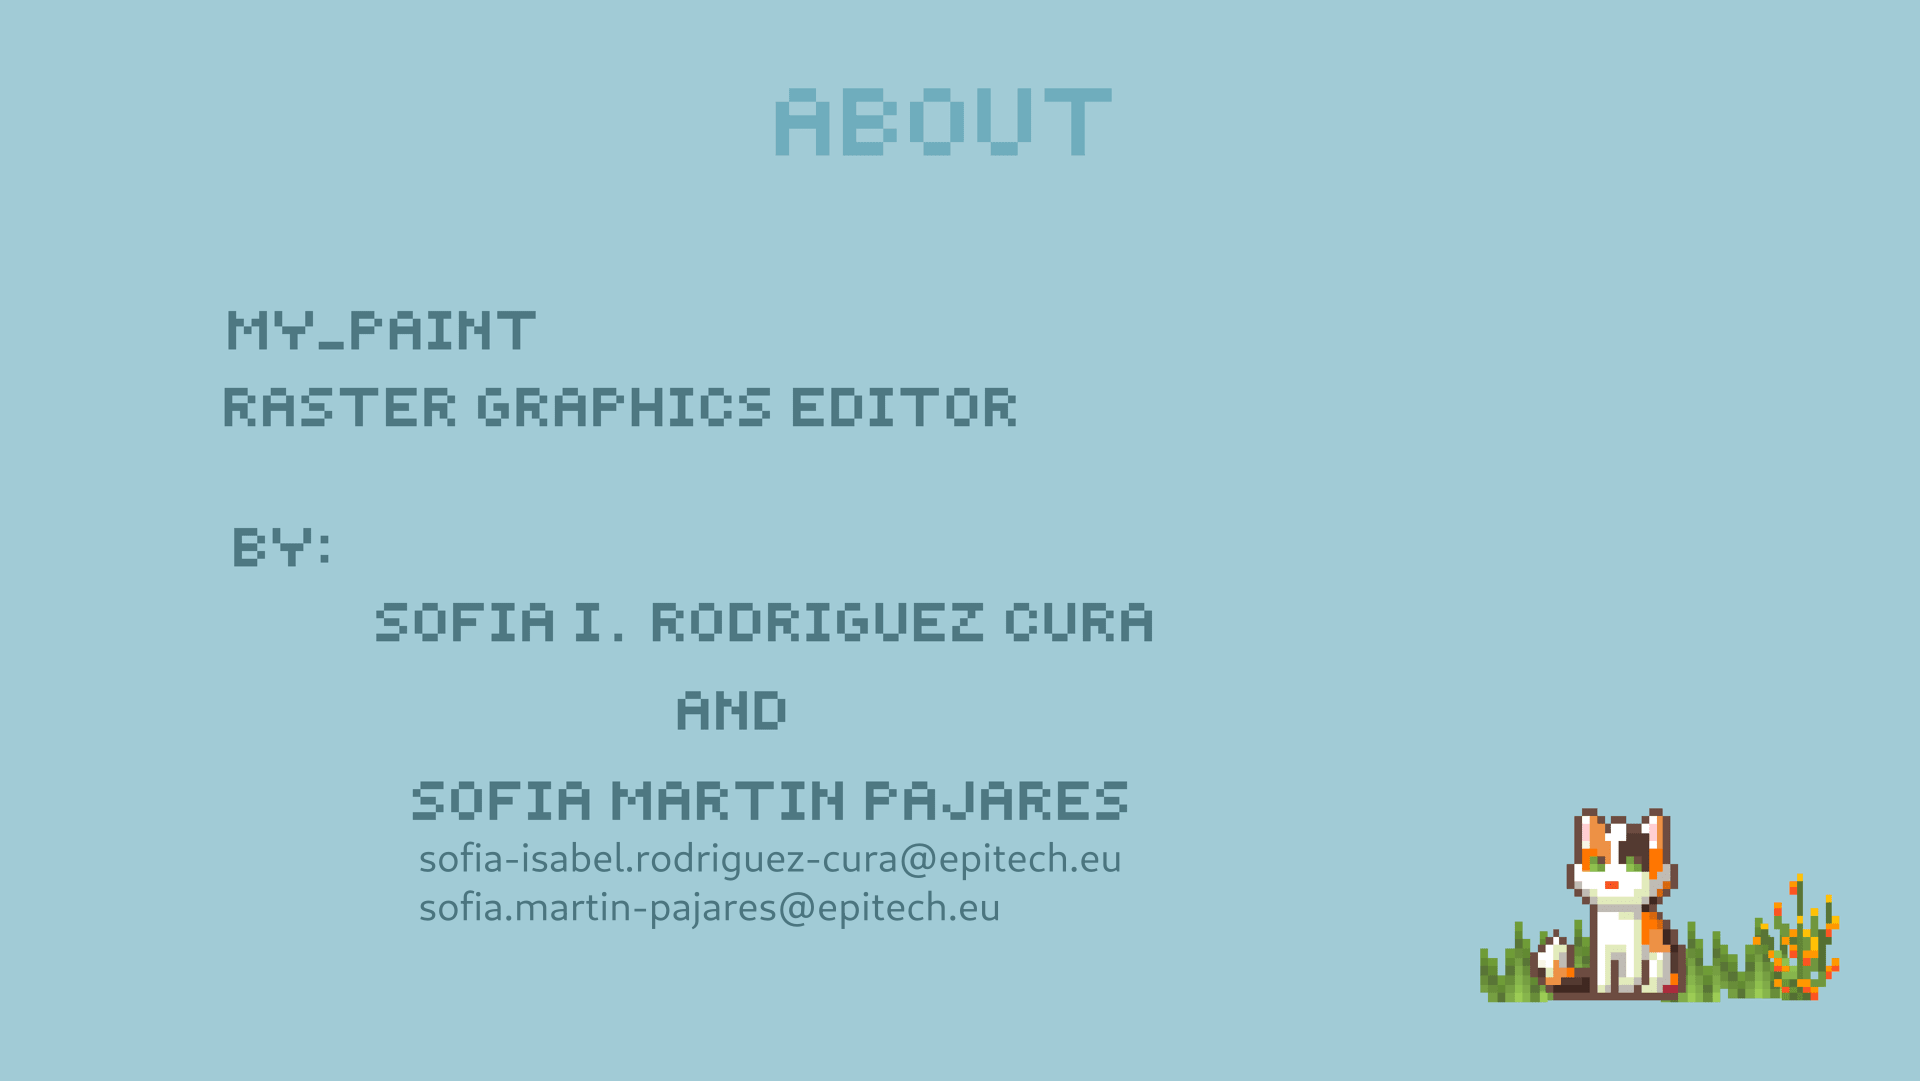 ABOUT
MY_PAINT
RASTER GRAPHICS EDITOR
BY:
SOFIA I. RODRIGUEZ CURA
AND
SOFIA MARTIN PAJARES
sofia-isabel.rodriguez-cura@epitech.eu
sofia.martin-pajares@epitech.eu